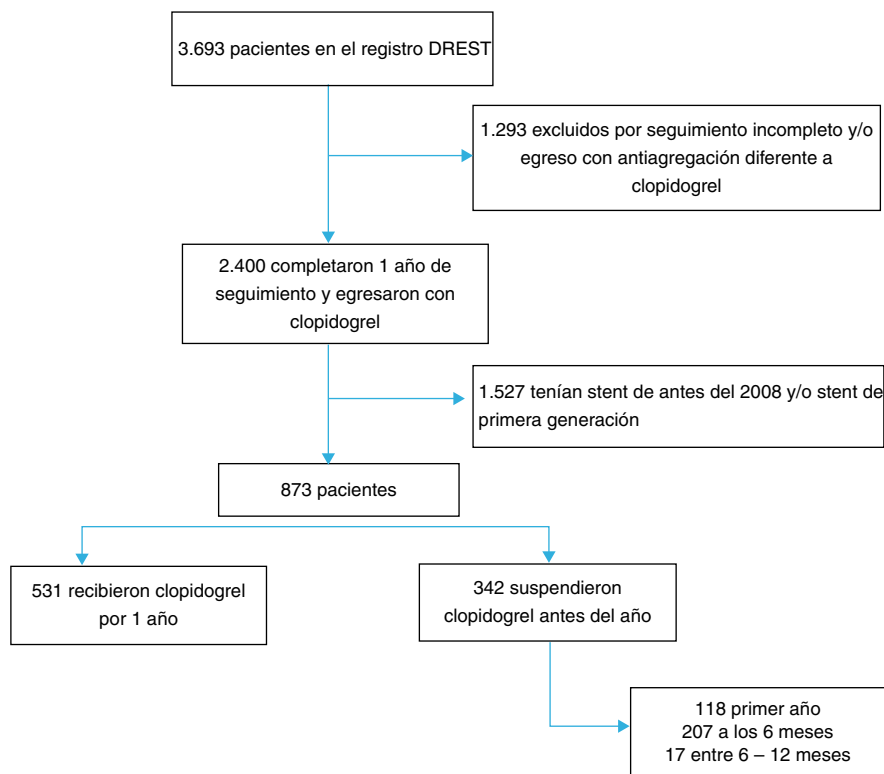 3.693 pacientes en el registro DREST
1.293 excluidos por seguimiento incompleto y/o
egreso con antiagregación diferente a
clopidogrel
2.400 completaron 1 año de
seguimiento y egresaron con
clopidogrel
1.527 tenían stent de antes del 2008 y/o stent de
primera generación
873 pacientes
531 recibieron clopidogrel
por 1 año
342 suspendieron
clopidogrel antes del año
118 primer año
207 a los 6 meses
17 entre 6 – 12 meses